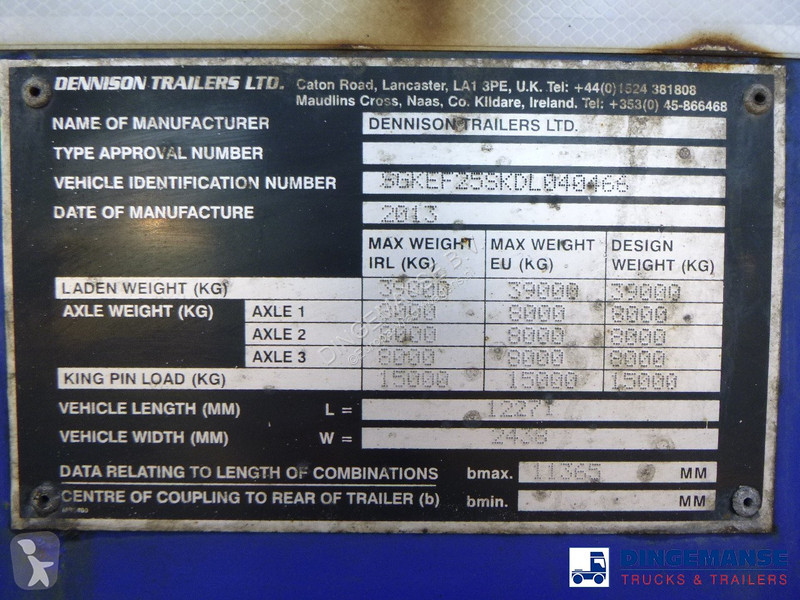 DENNISON TRAILERS LTD. Caton Road, Lancaster, LA1 3PE, U.K. Tel: +44(0)1524 381808
Maudlins Cross, Naas, Co. Kildare, Ireland. Tel: +353(0) 45-866468
NAME OF MANUFACTURER DENNISON TRAILERS LTD.
TYPE APPROVAL NUMBER
VEHICLE IDENTIFICATION NUMBER
DATE OF MANUFACTURE 2013
MAX WEIGHT IRL (KG) MAX WEIGHT EU (KG) DESIGN WEIGHT (KG)
LADEN WEIGHT (KG) 39000 39000 39000
AXLE WEIGHT (KG) AXLE 1 8000 8000 8000
AXLE 2 8000 8000 8000
AXLE 3 8000 8000 9000
KING PIN LOAD (KG) 15000 15000 15000
VEHICLE LENGTH (MM) L = 12271
VEHICLE WIDTH (MM) W = 2438
DATA RELATING TO LENGTH OF COMBINATIONS bmax. 11365 MM
CENTRE OF COUPLING TO REAR OF TRAILER (b) bmin. MM
DINGEMANSE B.V.
DINGEMANSE
TRUCKS & TRAILERS